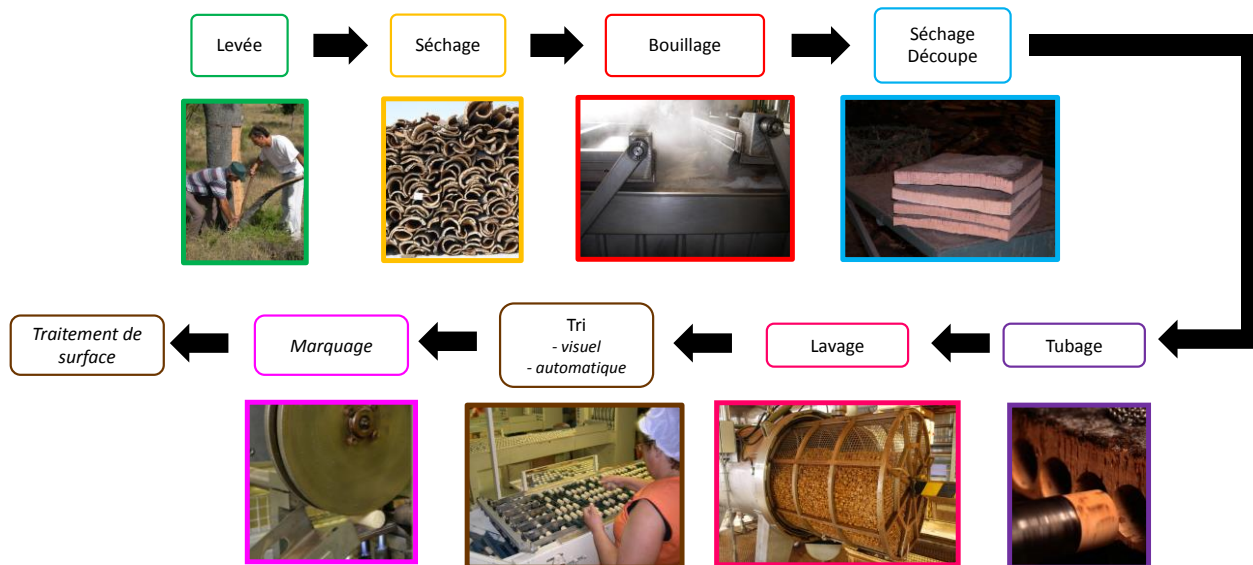 Levée
Séchage
Bouillage
Séchage
Découpe
Tubage
Lavage
Tri
- visuel
- automatique
Marquage
Traitement de
surface